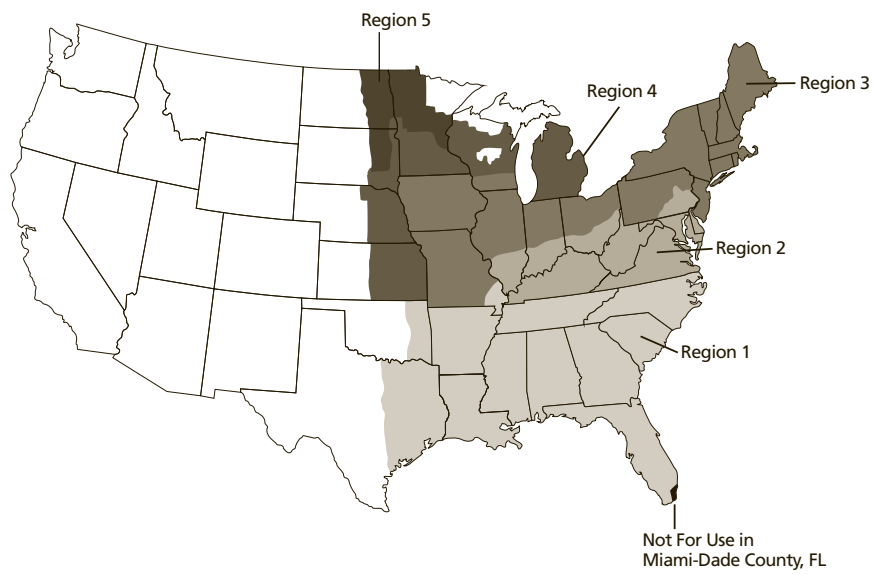 Region 5
Region 4
Region 3
Region 2
Region 1
Not For Use in
Miami-Dade County, FL